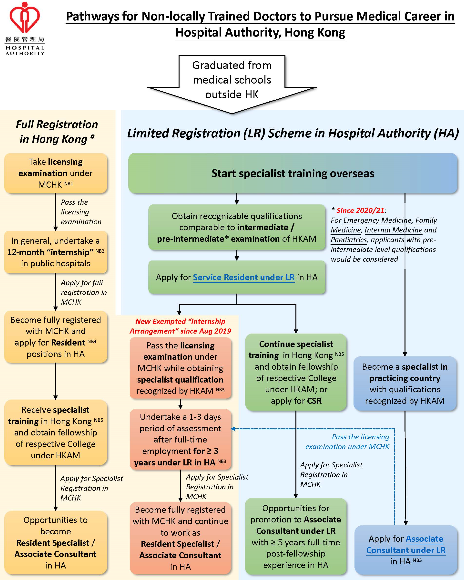 Pathways for Non-locally Trained Doctors to Pursue Medical Career in
Hospital Authority, Hong Kong
醫院管理局
HOSPITAL
AUTHORITY
Graduated from
medical schools
outside HK
Full Registration
in Hong Kong #
Limited Registration (LR) Scheme in Hospital Authority (HA)
Take licensing
examination under
MCHK
Pass the
licensing
examination
In general, undertake a
12-month "internship"
in public hospitals
Apply for full
registration in
MCHK
Become fully registered
with MCHK and
apply for Resident
positions in HA
Receive specialist
training in Hong Kong
and obtain fellowship
of respective College
under HKAM
Apply for Specialist
Registration in
MCHK
Opportunities to
become
Resident Specialist /
Associate Consultant
in HA
Start specialist training overseas
Obtain recognizable qualifications
comparable to intermediate /
pre-intermediate* examination of HKAM
* Since 2020/21:
For Emergency Medicine, Family
Medicine, Internal Medicine and
Paediatrics, applicants with pre-
intermediate level qualifications
would be considered
Apply for Service Resident under LR in HA
New Exempted "Internship
Arrangement" since Aug 2019
Pass the licensing
examination under
MCHK while obtaining
specialist qualification
recognized by HKAM
Undertake a 1-3 days
period of assessment
after full-time
employment for ≥ 3
years under LR in HA
Apply for Specialist
Registration in
MCHK
Become fully registered
with MCHK and continue
to work as
Resident Specialist /
Associate Consultant
in HA
Continue specialist
training in Hong Kong
and obtain fellowship
of respective College
under HKAM; or
apply for CSR
Apply for Specialist
Registration in
MCHK
Opportunities for
promotion to Associate
Consultant under LR
with ≥ 5 years full-time
post-fellowship
experience in HA
Become a specialist in
practicing country
with qualifications
recognized by HKAM
Pass the licensing
examination under MCHK
Apply for Associate
Consultant under LR
in HA